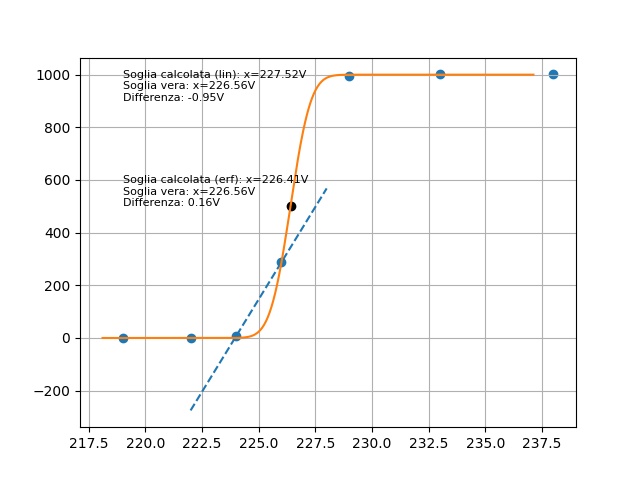 1000
800
600
400
200
0
−200
Soglia calcolata (lin): x=227.52V
Soglia vera: x=226.56V
Differenza: -0.95V
Soglia calcolata (erf): x=226.41V
Soglia vera: x=226.56V
Differenza: 0.16V
217.5 220.0 222.5 225.0 227.5 230.0 232.5 235.0 237.5